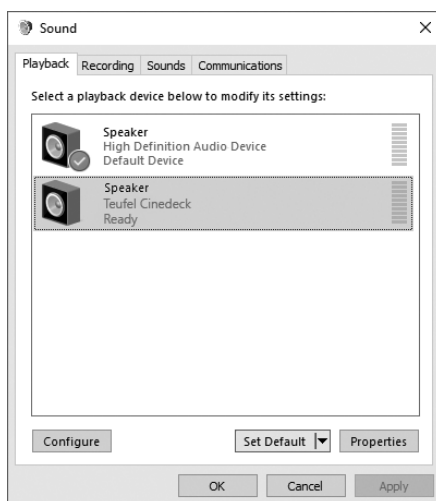 Sound
Playback Recording Sounds Communications
Select a playback device below to modify its settings:
Speaker
High Definition Audio Device
Default Device
Speaker
Teufel Cinedeck
Ready
Configure Set Default Properties
OK Cancel Apply